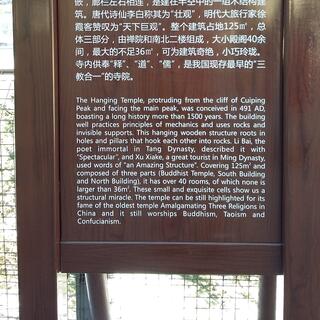 嵌，廊栏左右相连，是建在半空中的一组木结构建
筑。唐代诗仙李白称其为“壮观”，明代大旅行家徐
霞客赞叹为“天下巨观”。整个建筑占地125㎡，总
体三部分，由禅院和南北二楼组成，大小殿阁40余
间，最大的不足36㎡，可为建筑奇绝，小巧玲珑。
寺内供奉“释”、“道”、“儒”，是我国现存最早的“三
教合一”的寺院。
The Hanging Temple, protruding from the cliff of Cuiping
Peak and facing the main peak, was conceived in 491 AD,
boasting a long history more than 1500 years. The building
well practices principles of mechanics and uses rocks and
invisible supports. This hanging wooden structure roots in
holes and pillars that hook each other into rocks. Li Bai, the
poet immortal in Tang Dynasty, described it with
"Spectacular", and Xu Xiake, a great tourist in Ming Dynasty,
used words of "an Amazing Structure". Covering 125㎡ and
composed of three parts (Buddhist Temple, South Building
and North Building), it has over 40 rooms, of which none is
larger than 36㎡. These small and exquisite cells show us a
structural miracle. The temple can be still highlighted for its
fame of the oldest temple Amalgamating Three Religions in
China and it still worships Buddhism, Taoism and
Confucianism.